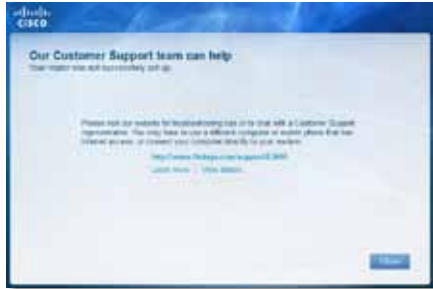 CISCO
Our Customer Support team can help
Your router was not successfully set up.
Please visit our website for troubleshooting tips or to chat with a Customer Support
representative. You may have to use a different computer or mobile phone that has
Internet access, or connect your computer directly to your modem.
Learn more | View details
Close